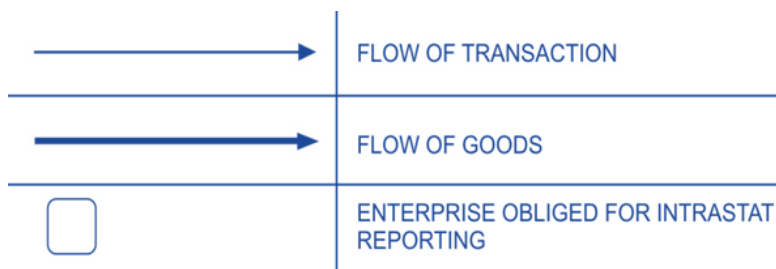 FLOW OF TRANSACTION
FLOW OF GOODS
ENTERPRISE OBLIGED FOR INTRASTAT
REPORTING